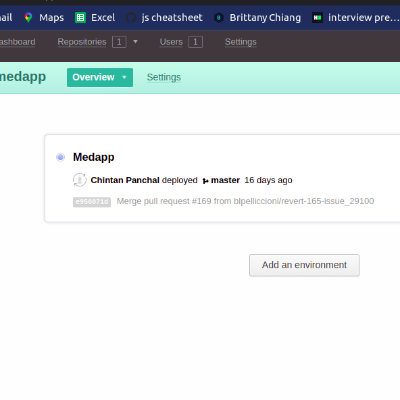 ail Maps Excel js cheatsheet Brittany Chiang interview pre...
ashboard Repositories 1 Users 1 Settings
medapp Overview Settings
Medapp
Chintan Panchal deployed master 16 days ago
Merge pull request #169 from blpelliccioni/revert-165-issue_29100
Add an environment